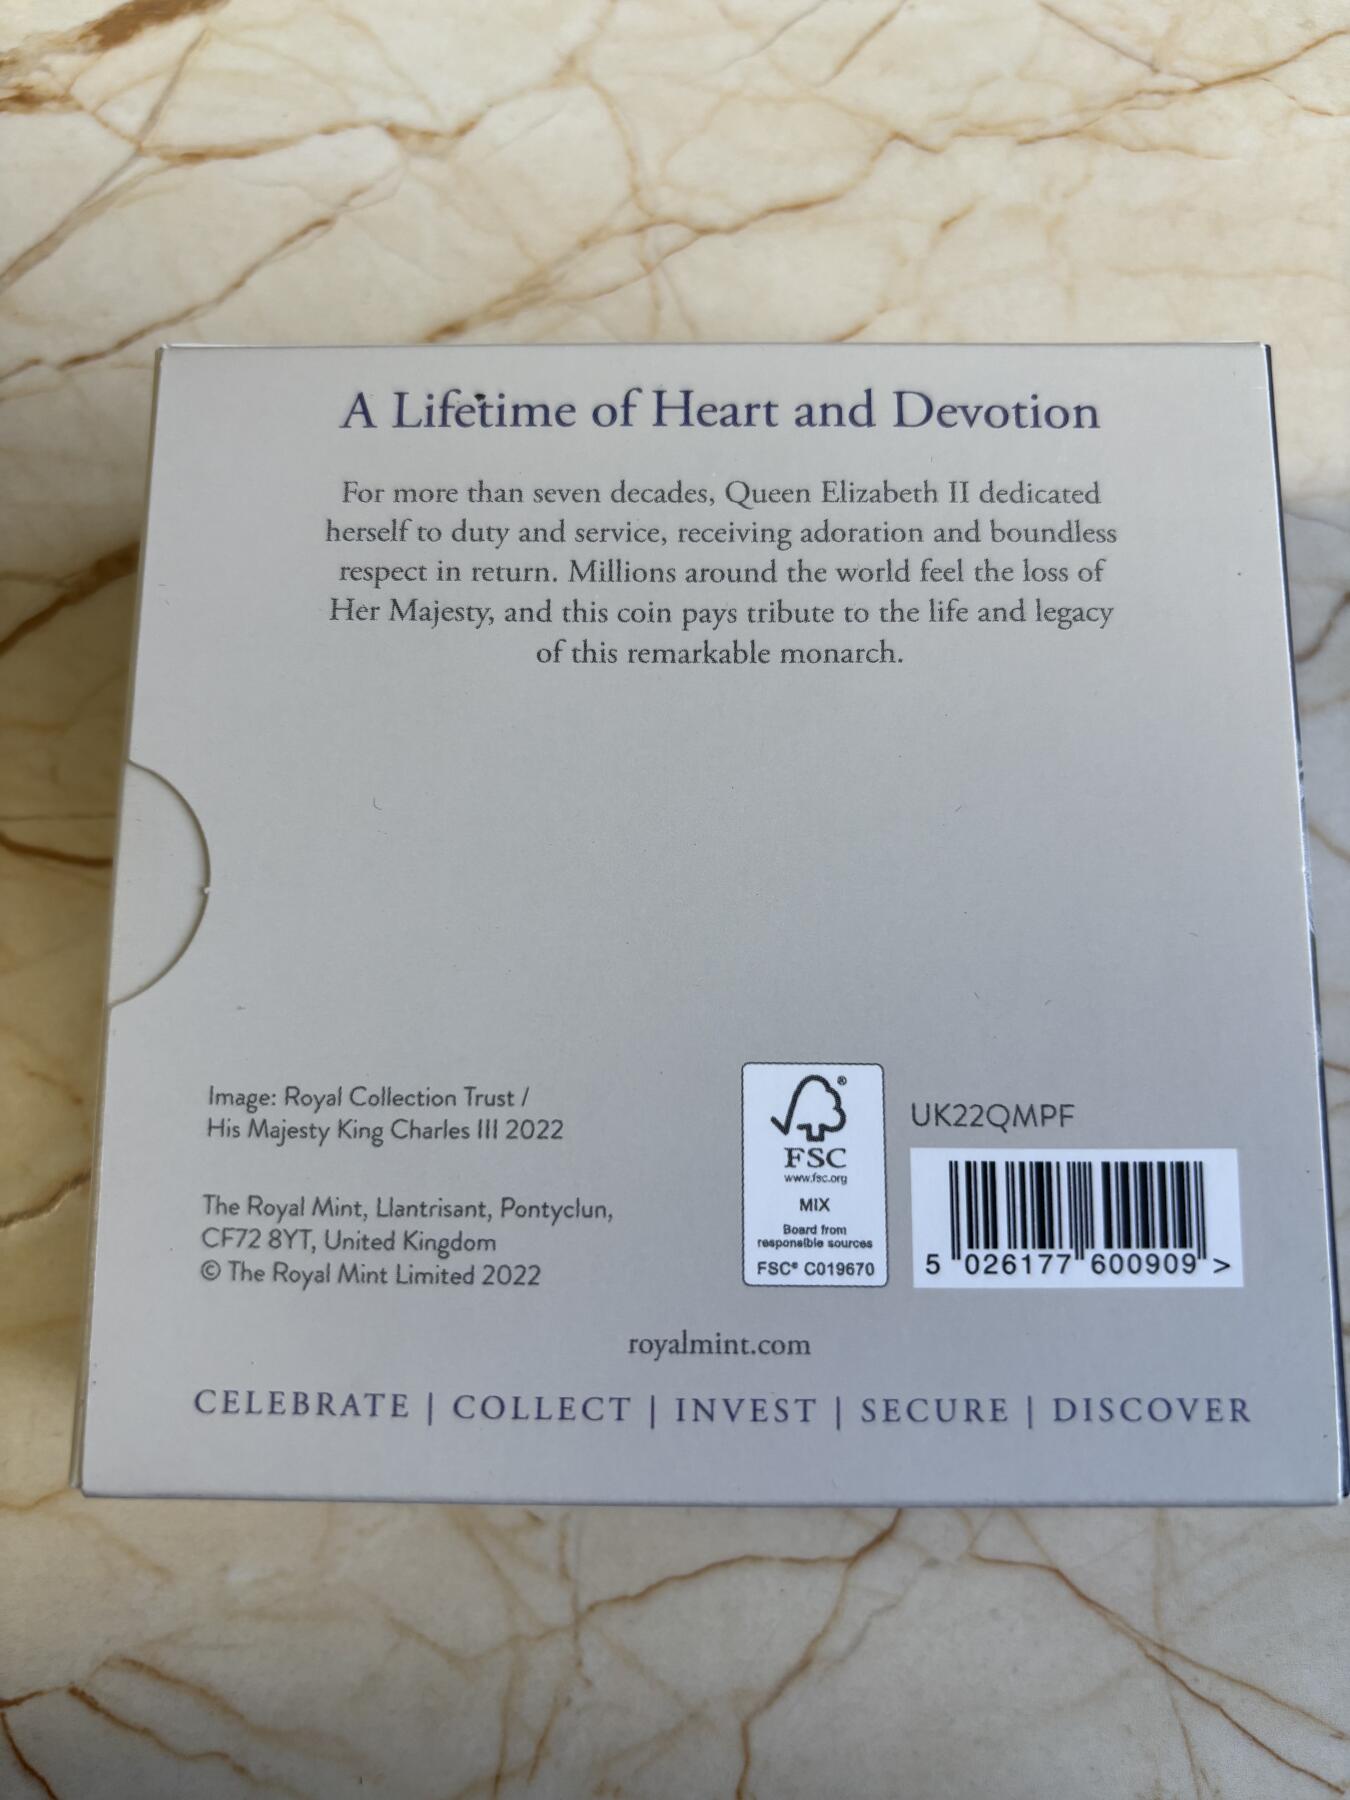 A Lifetime of Heart and Devotion
For more than seven decades, Queen Elizabeth II dedicated
herself to duty and service, receiving adoration and boundless
respect in return. Millions around the world feel the loss of
Her Majesty, and this coin pays tribute to the life and legacy
of this remarkable monarch.
Image: Royal Collection Trust /
His Majesty King Charles III 2022
The Royal Mint, Llantrisant, Pontyclun,
CF72 8YT, United Kingdom
© The Royal Mint Limited 2022
®
FSC
www.fsc.org
MIX
Board from
responsible sources
FSC® C019670
UK22QMPF
5 026177 600909 >
royalmint.com
CELEBRATE | COLLECT | INVEST | SECURE | DISCOVER